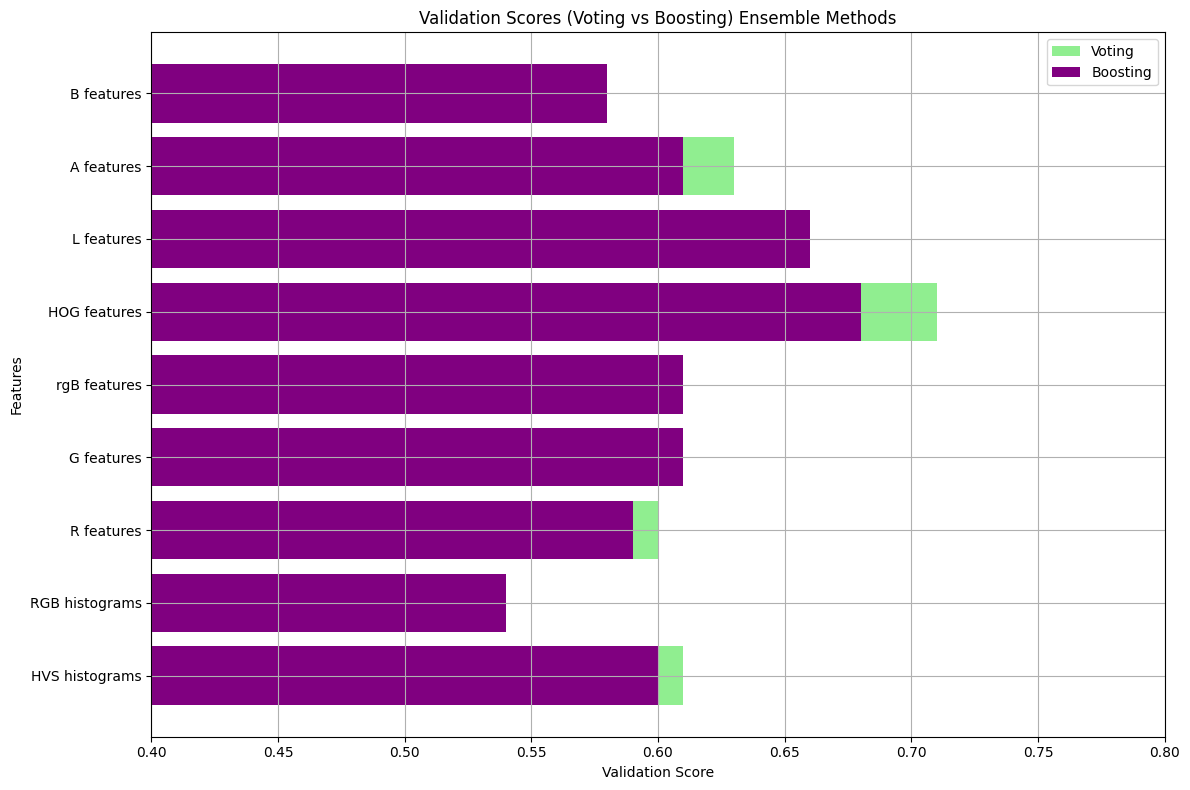 Validation Scores (Voting vs Boosting) Ensemble Methods
Voting
Boosting
Features
B features
A features
L features
HOG features
rgB features
G features
R features
RGB histograms
HVS histograms
0.40 0.45 0.50 0.55 0.60 0.65 0.70 0.75 0.80
Validation Score